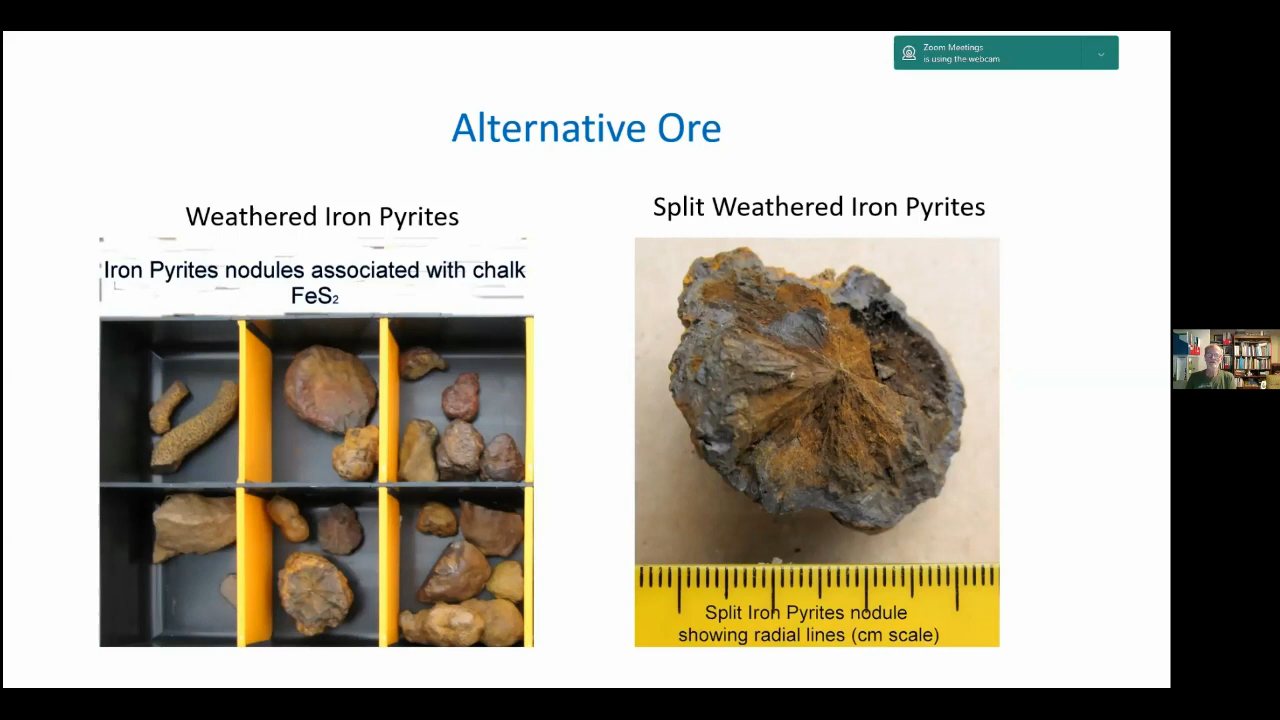 Zoom Meetings
is using the webcam
Alternative Ore
Weathered Iron Pyrites
Iron Pyrites nodules associated with chalk
FeS₂
Split Weathered Iron Pyrites
Split Iron Pyrites nodule
showing radial lines (cm scale)